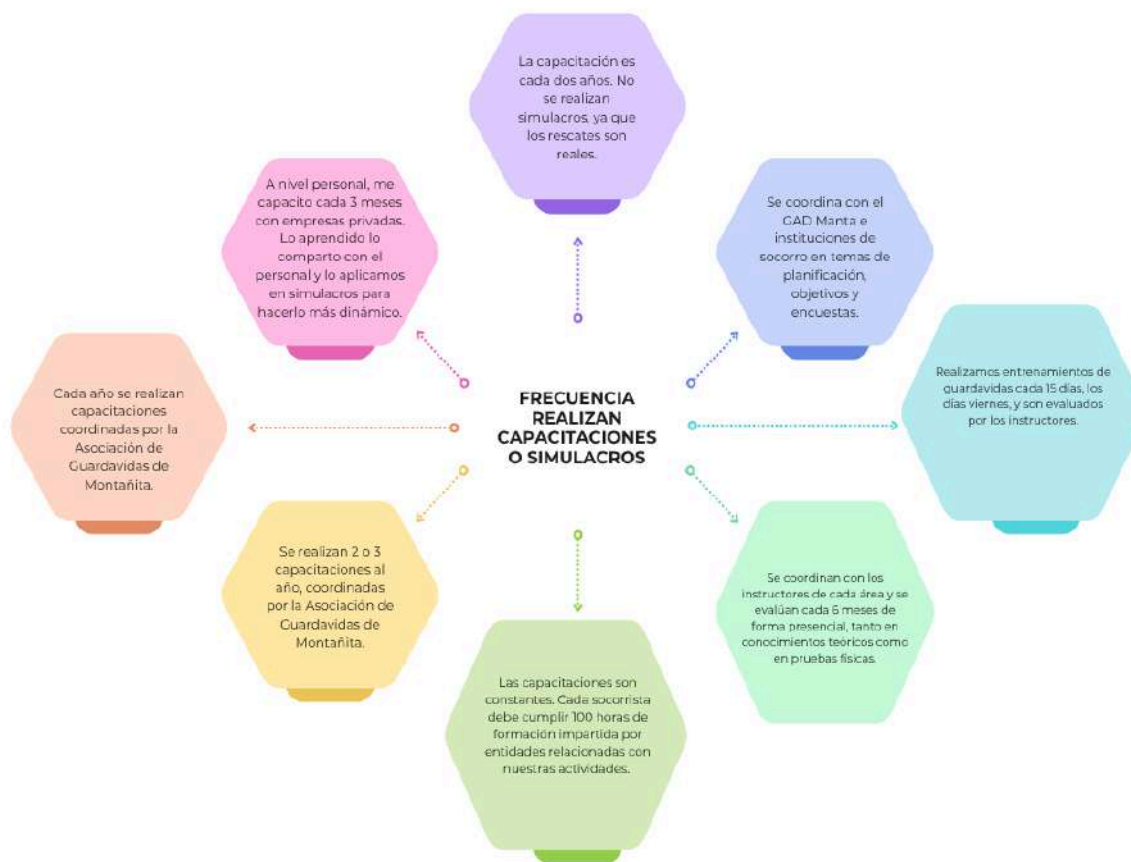 La capacitación es
cada dos años. No
se realizan
simulacros, ya que
los rescates son
reales.
A nivel personal, me
capacito cada 3 meses
con empresas privadas.
Lo aprendido lo
comparto con el
personal y lo aplicamos
en simulacros para
hacerlo más dinámico.
Se coordina con el
GAD Manta e
instituciones de
socorro en temas de
planificación,
objetivos y
encuestas.
Cada año se realizan
capacitaciones
coordinadas por la
Asociación de
Guardavidas de
Montañita.
FRECUENCIA
REALIZAN
CAPACITACIONES
O SIMULACROS
Realizamos entrenamientos de
guardavidas cada 15 días, los
días viernes, y son evaluados
por los instructores.
Se realizan 2 o 3
capacitaciones al
año, coordinadas
por la Asociación de
Guardavidas de
Montañita.
Se coordinan con los
instructores de cada área y se
evalúan cada 6 meses de
forma presencial, tanto en
conocimientos teóricos como
en pruebas físicas.
Las capacitaciones son
constantes. Cada socorrista
debe cumplir 100 horas de
formación impartida por
entidades relacionadas con
nuestras actividades.